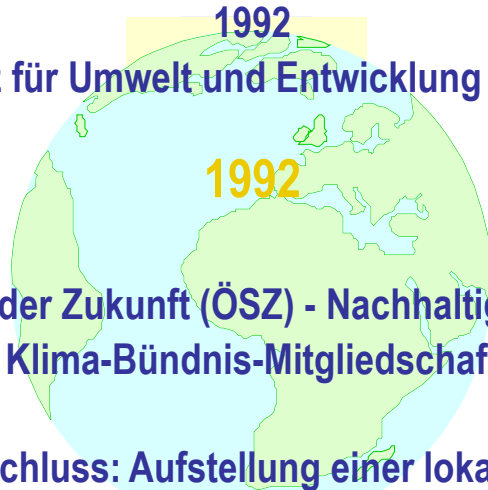 1992
für Umwelt und Entwicklung
1992
der Zukunft (ÖSZ) - Nachhaltig
Klima-Bündnis-Mitgliedschaf
chluss: Aufstellung einer loka